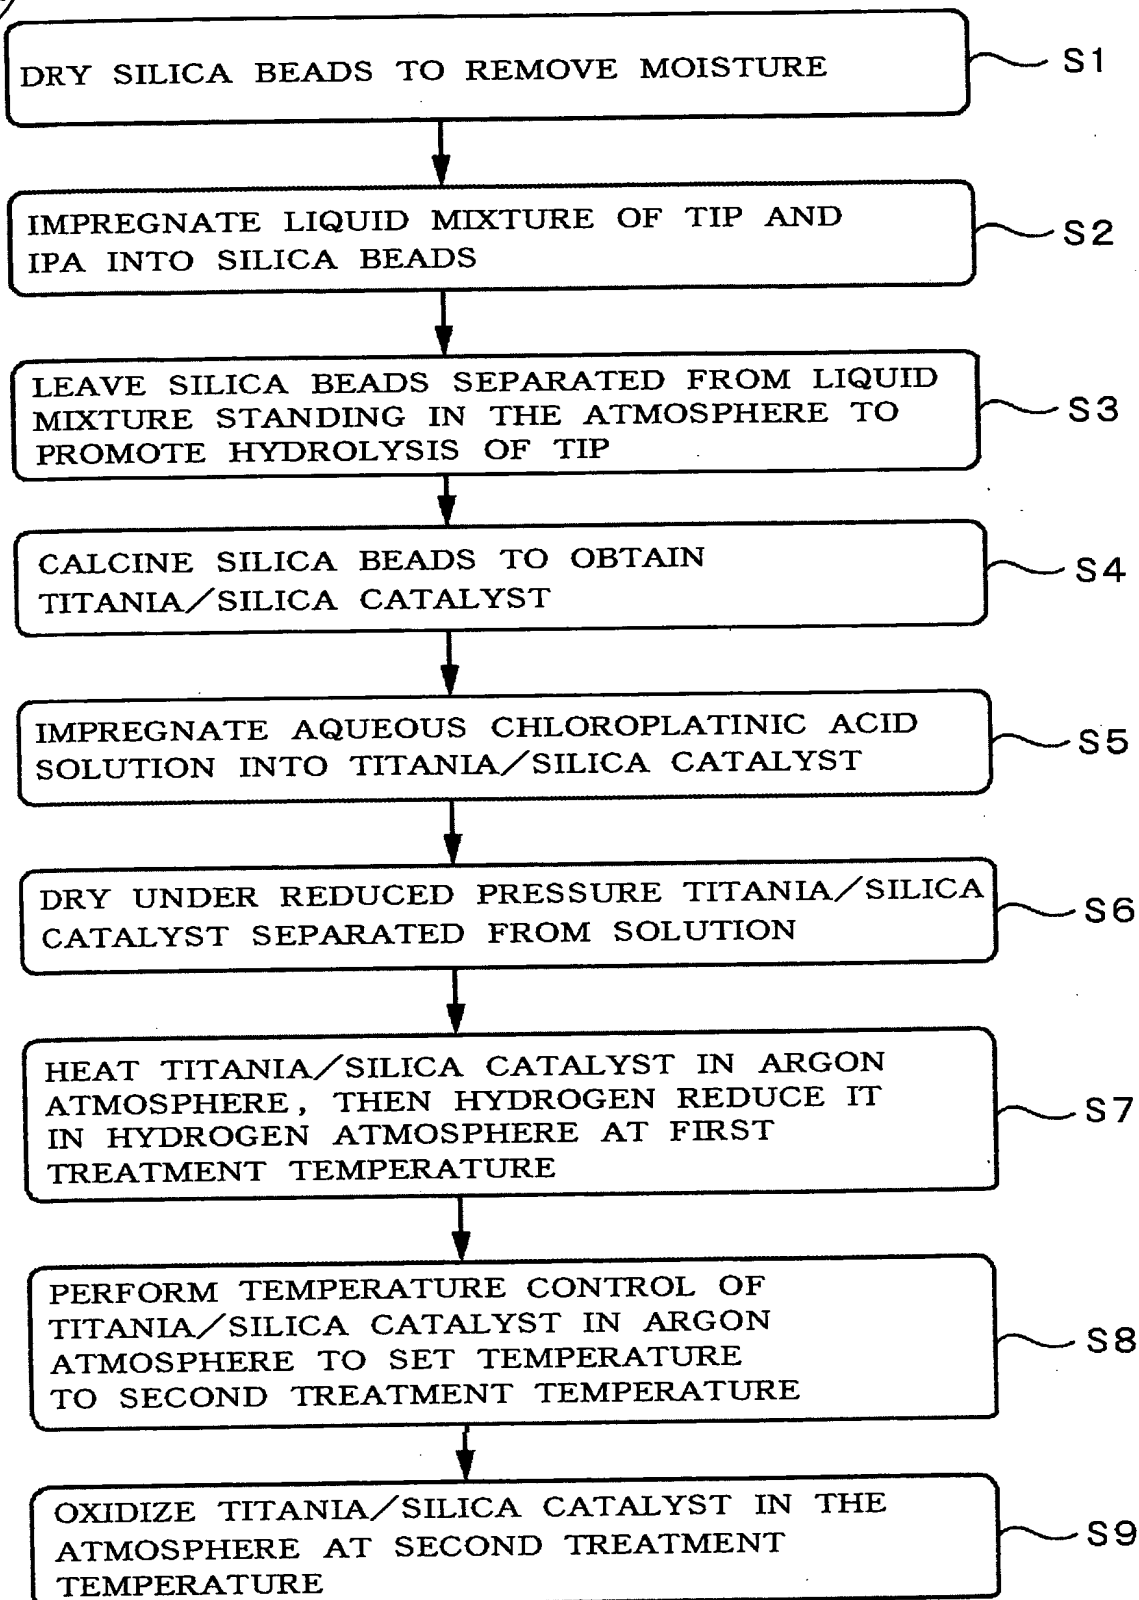 DRY SILICA BEADS TO REMOVE MOISTURE
S1
IMPREGNATE LIQUID MIXTURE OF TIP AND
IPA INTO SILICA BEADS
S2
LEAVE SILICA BEADS SEPARATED FROM LIQUID
MIXTURE STANDING IN THE ATMOSPHERE TO
PROMOTE HYDROLYSIS OF TIP
S3
CALCINE SILICA BEADS TO OBTAIN
TITANIA/SILICA CATALYST
S4
IMPREGNATE AQUEOUS CHLOROPLATINIC ACID
SOLUTION INTO TITANIA/SILICA CATALYST
S5
DRY UNDER REDUCED PRESSURE TITANIA/SILICA
CATALYST SEPARATED FROM SOLUTION
S6
HEAT TITANIA/SILICA CATALYST IN ARGON
ATMOSPHERE, THEN HYDROGEN REDUCE IT
IN HYDROGEN ATMOSPHERE AT FIRST
TREATMENT TEMPERATURE
S7
PERFORM TEMPERATURE CONTROL OF
TITANIA/SILICA CATALYST IN ARGON
ATMOSPHERE TO SET TEMPERATURE
TO SECOND TREATMENT TEMPERATURE
S8
OXIDIZE TITANIA/SILICA CATALYST IN THE
ATMOSPHERE AT SECOND TREATMENT
TEMPERATURE
S9